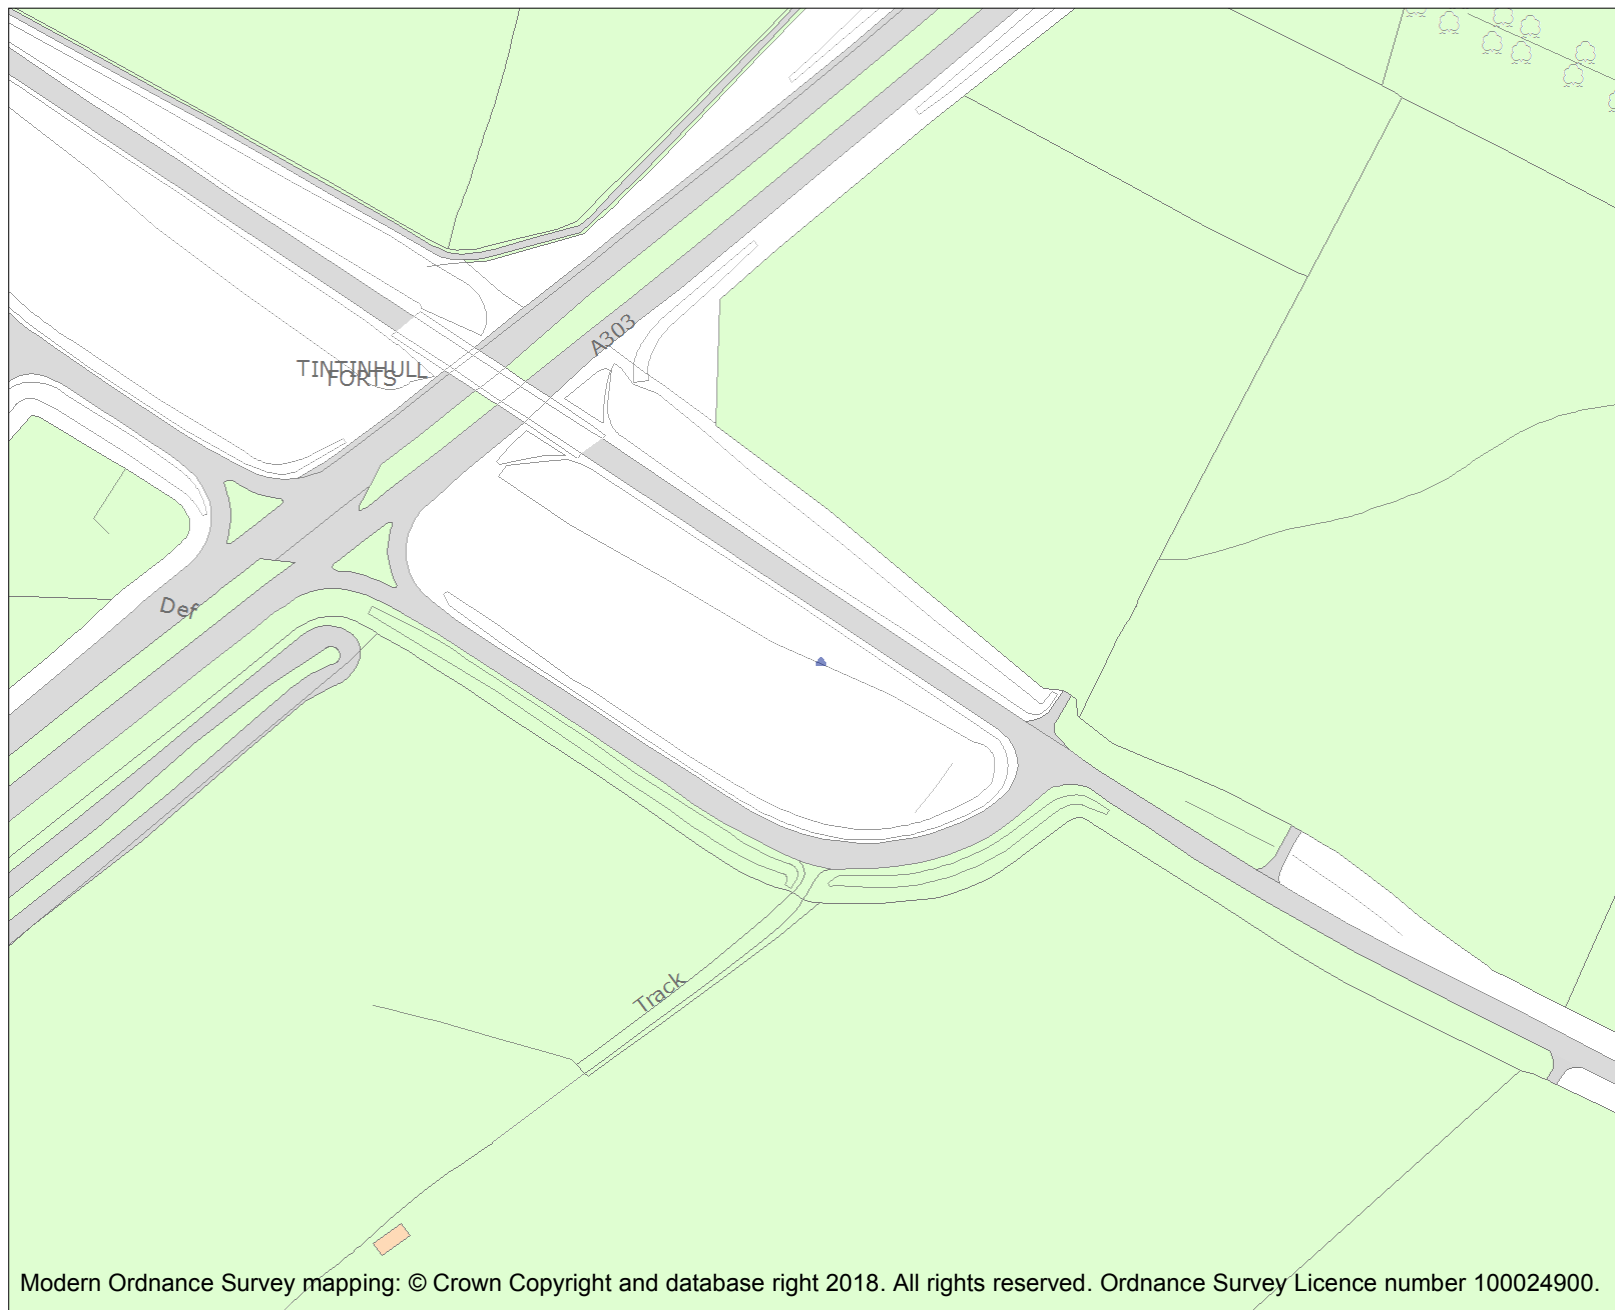 A303
TINTINHULL
FORTS
Def
Track
Modern Ordnance Survey mapping: © Crown Copyright and database right 2018. All rights reserved. Ordnance Survey Licence number 100024900.